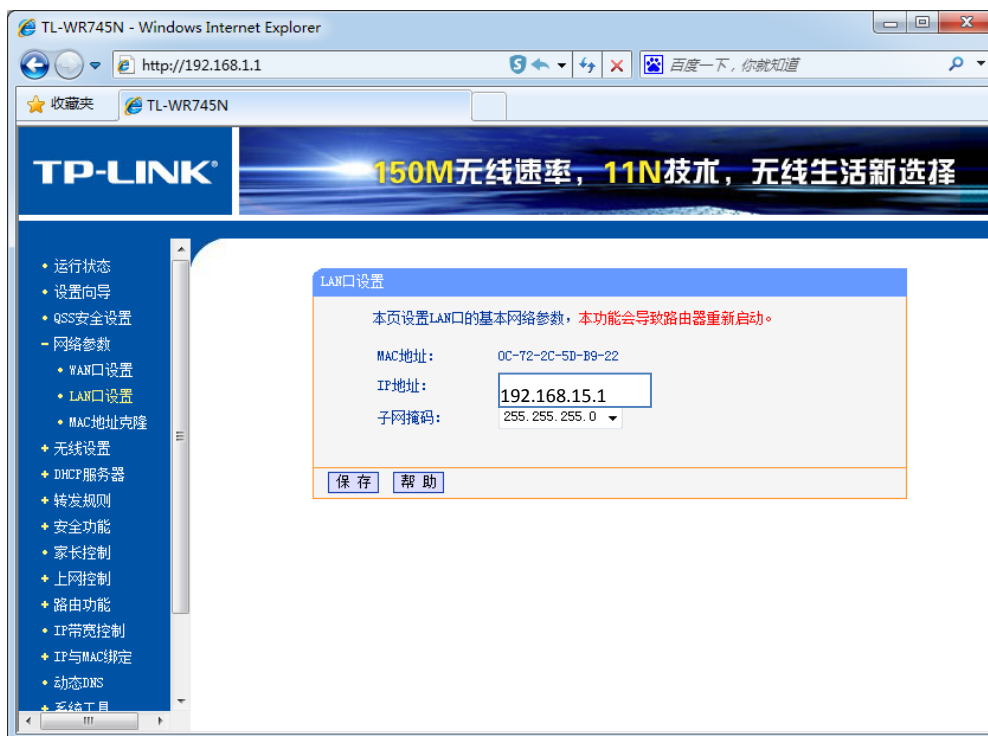 TL-WR745N - Windows Internet Explorer
http://192.168.1.1
百度一下，你就知道
收藏夹
TL-WR745N
TP-LINK®
150M无线速率，11N技术，无线生活新选择
• 运行状态
• 设置向导
• QSS安全设置
- 网络参数
• WAN口设置
• LAN口设置
• MAC地址克隆
+ 无线设置
+ DHCP服务器
+ 转发规则
+ 安全功能
• 家长控制
+ 上网控制
+ 路由功能
• IP带宽控制
+ IP与MAC绑定
• 动态DNS
+ 系统工具
LAN口设置
本页设置LAN口的基本网络参数，本功能会导致路由器重新启动。
MAC地址： 0C-72-2C-5D-B9-22
IP地址： 192.168.15.1
子网掩码： 255.255.255.0
保存 帮助